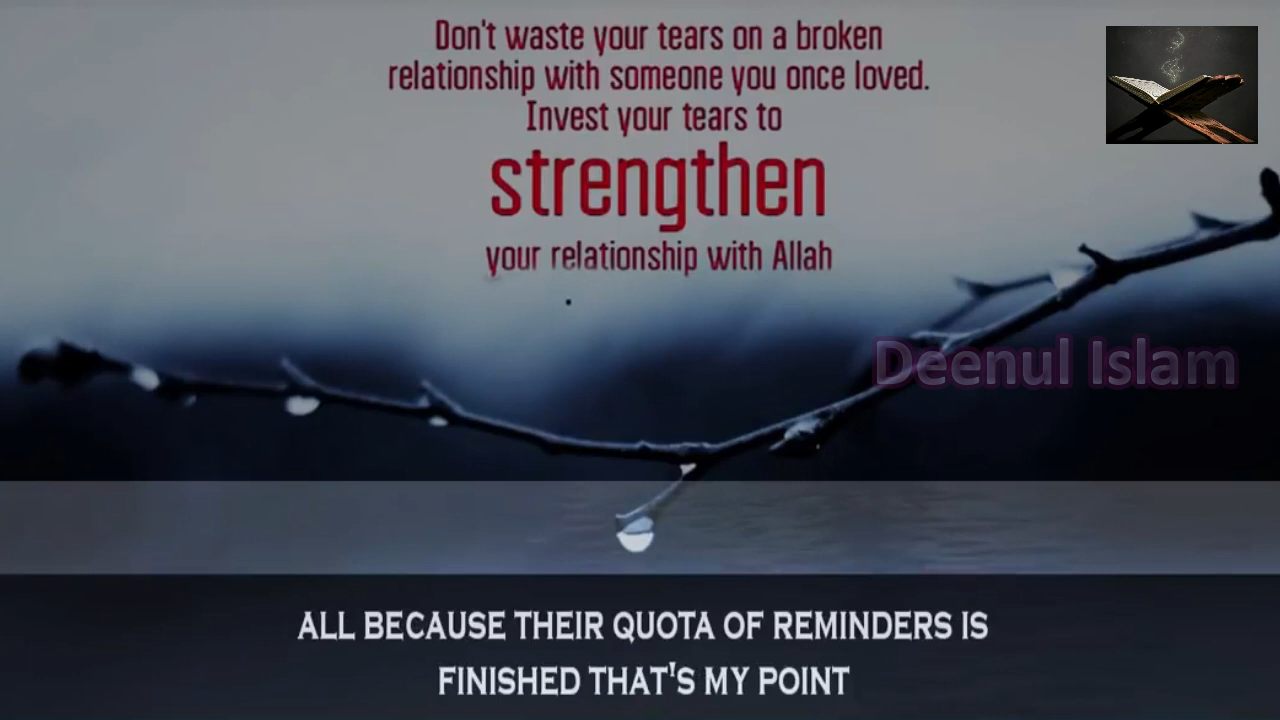 Don't waste your tears on a broken
relationship with someone you once loved.
Invest your tears to
strengthen
your relationship with Allah
Deenul Islam
ALL BECAUSE THEIR QUOTA OF REMINDERS IS
FINISHED THAT'S MY POINT